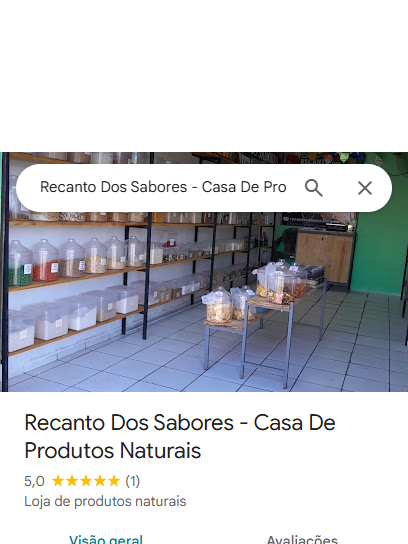 Recanto Dos Sabores - Casa De Pro
Recanto Dos Sabores - Casa De
Produtos Naturais
5,0 ★★★★★ (1)
Loja de produtos naturais
Visão geral
Avaliações